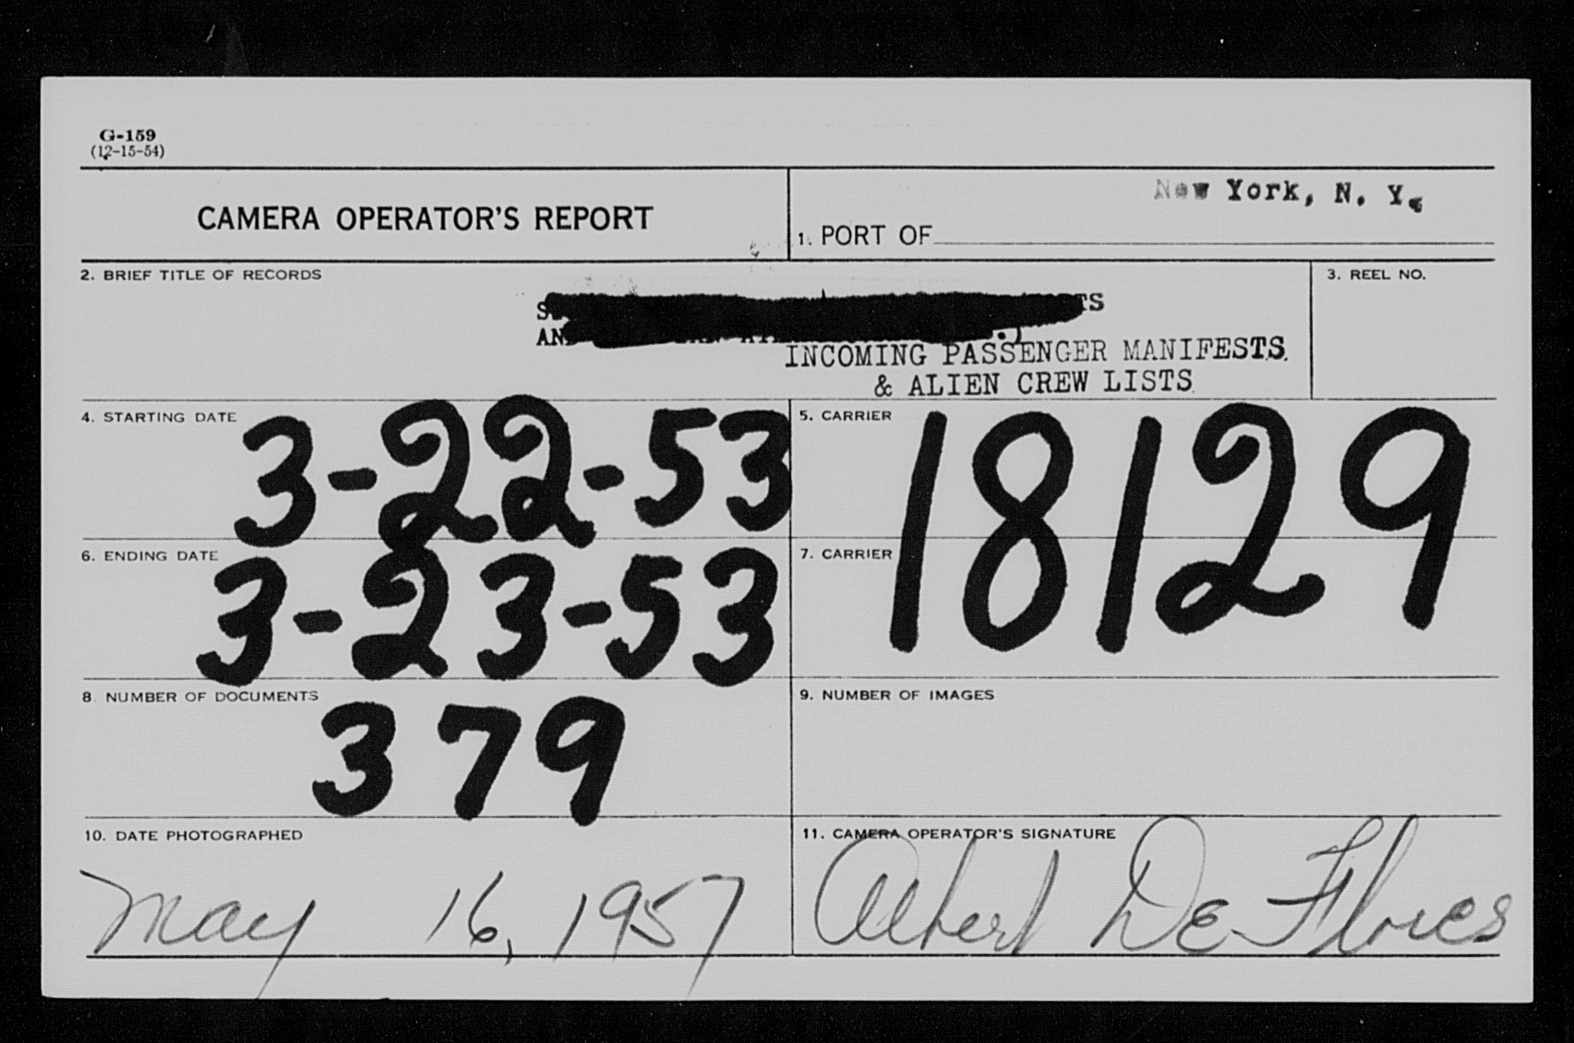 G-159
(12-15-54)
CAMERA OPERATOR'S REPORT
1. PORT OF New York, N. Y.
2. BRIEF TITLE OF RECORDS
3. REEL NO.
INCOMING PASSENGER MANIFESTS
& ALIEN CREW LISTS
4. STARTING DATE 3-22-53
5. CARRIER 18129
6. ENDING DATE 3-23-53
7. CARRIER
8. NUMBER OF DOCUMENTS 379
9. NUMBER OF IMAGES
10. DATE PHOTOGRAPHED
11. CAMERA OPERATOR'S SIGNATURE
May 16, 1957
Albert De Flores